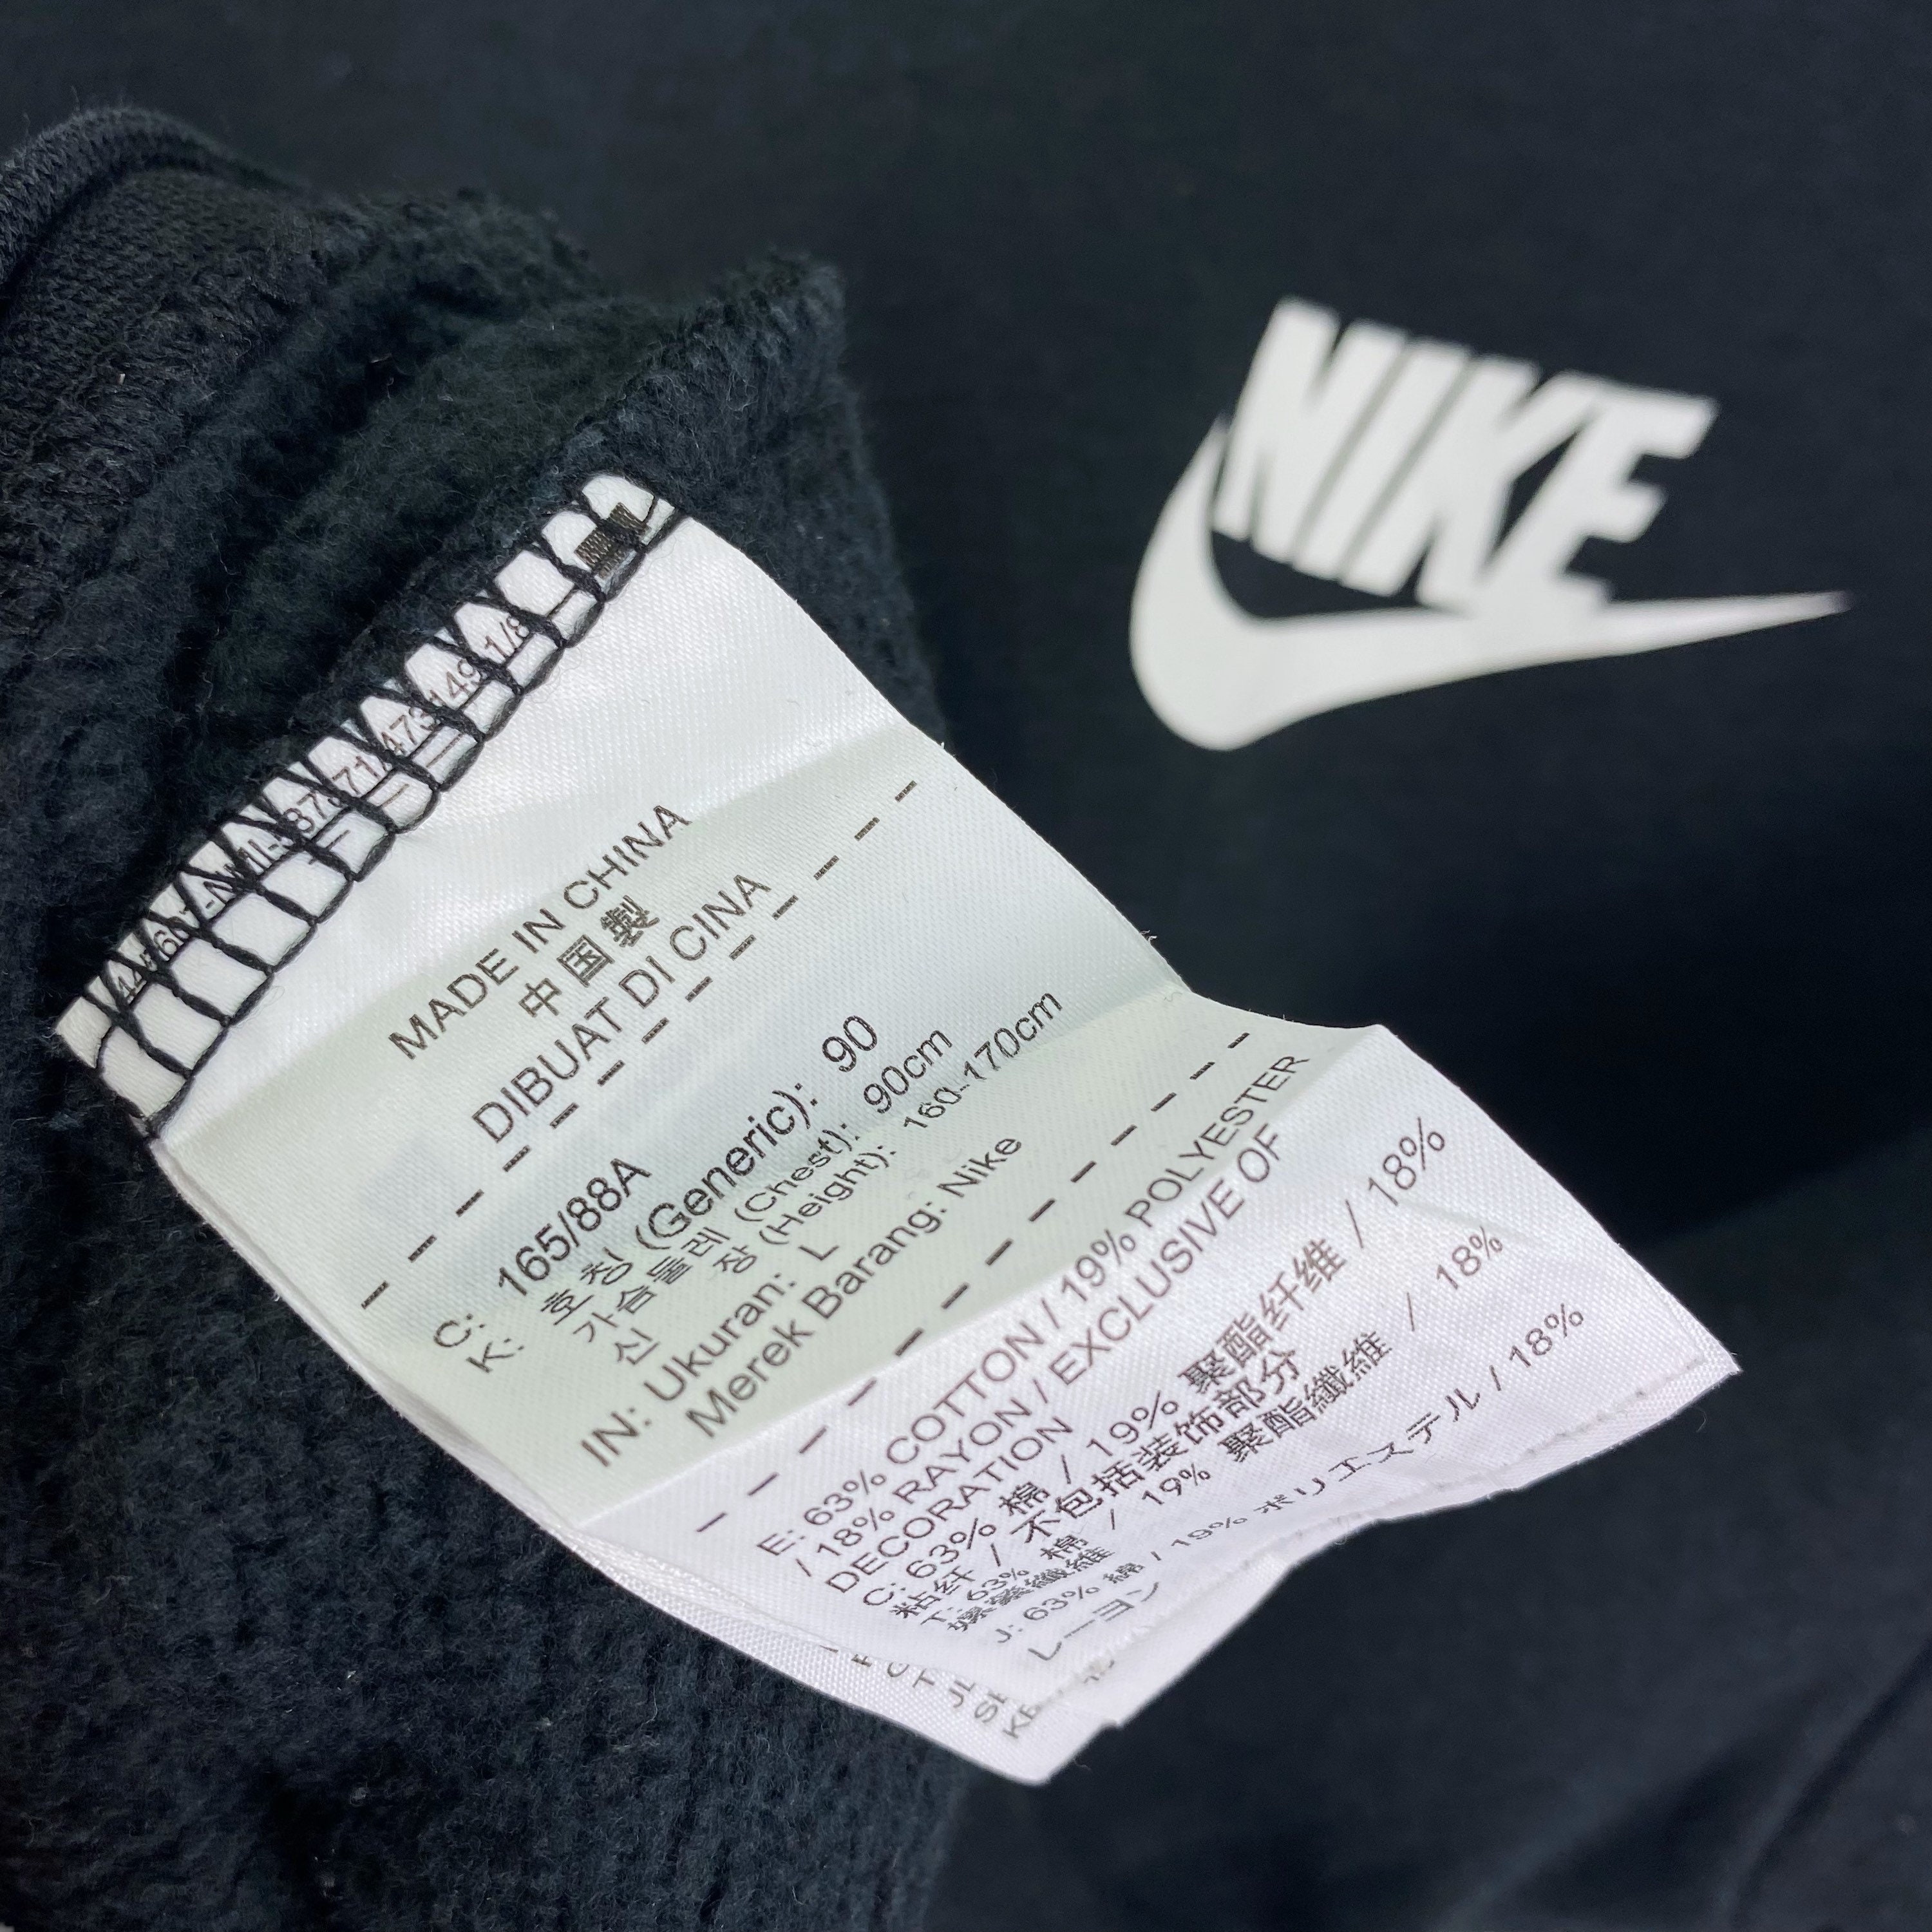 NIKE
MADE IN CHINA
中国製
DIBUAT DI CINA
C: 165/88A
K: 호칭 (Generic): 90
가슴둘레 (Chest): 90cm
신 장 (Height): 160-170cm
IN: Ukuran: L
Merek Barang: Nike
E: 63% COTTON / 19% POLYESTER
/ 18% RAYON / EXCLUSIVE OF
DECORATION
C: 63% 棉 / 19% 聚酯纤维 / 18%
粘纤 / 不包括装饰部分
T: 63% 棉 / 19% 聚酯纖維 / 18%
嫘縈纖維
J: 63% 綿 / 19% ポリエステル / 18%
レーヨン